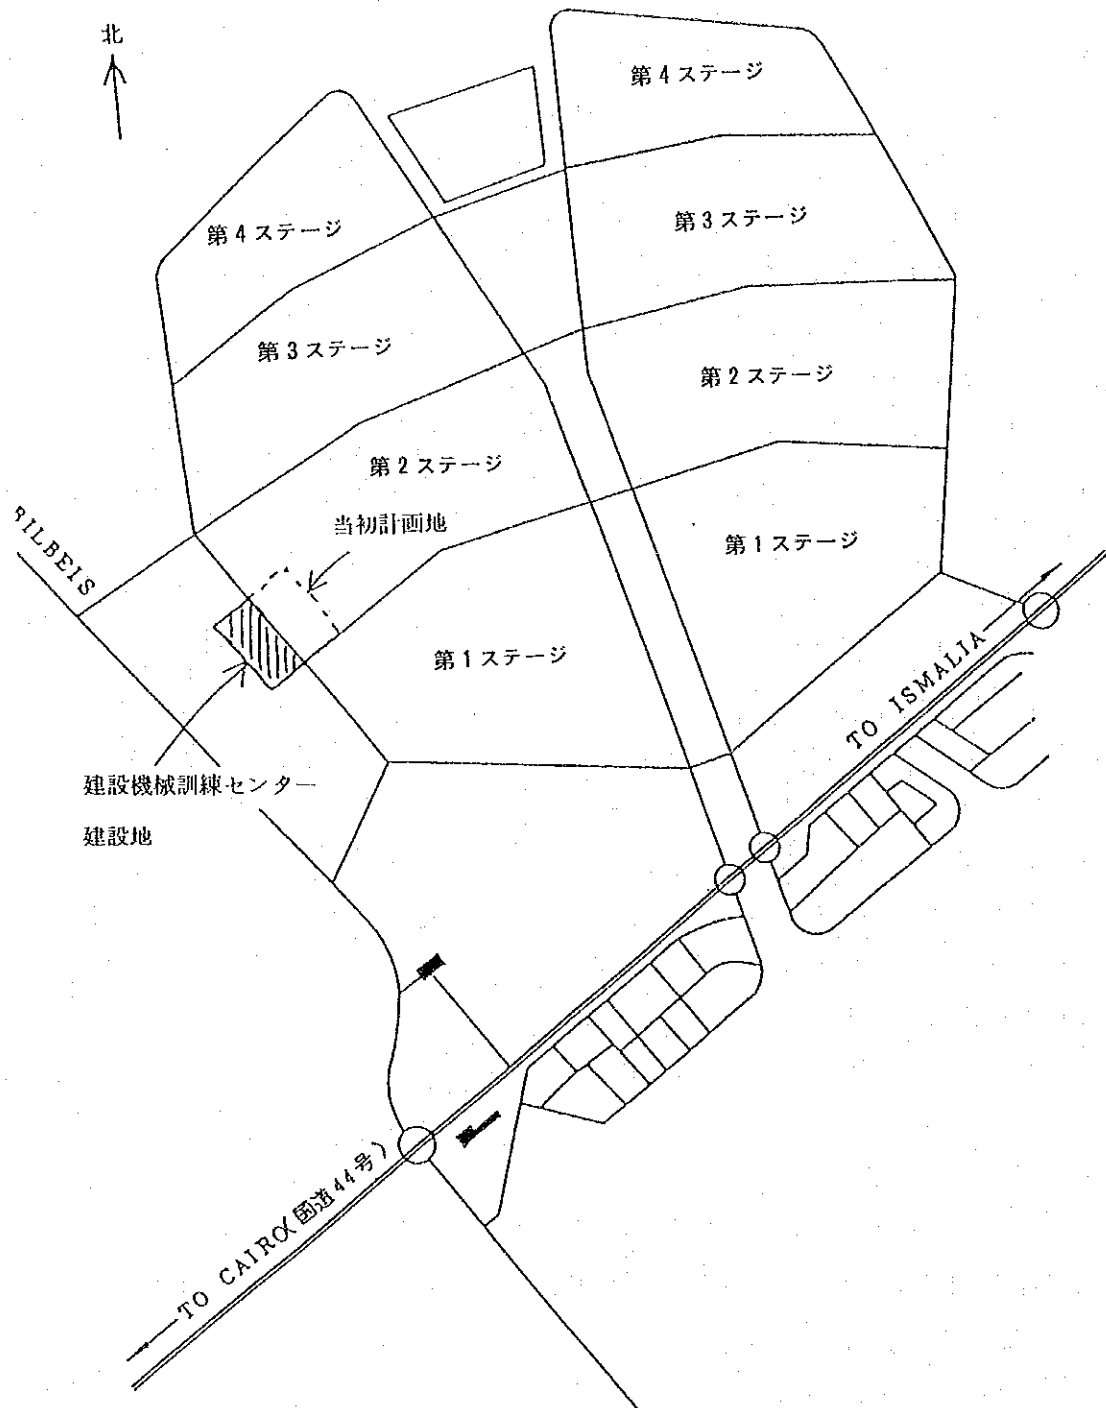 北
第4ステージ
第4ステージ
第3ステージ
第3ステージ
第2ステージ
第2ステージ
BILBEIS
当初計画地
第1ステージ
第1ステージ
TO ISMALIA
建設機械訓練センター
建設地
TO CAIRO(国道44号)